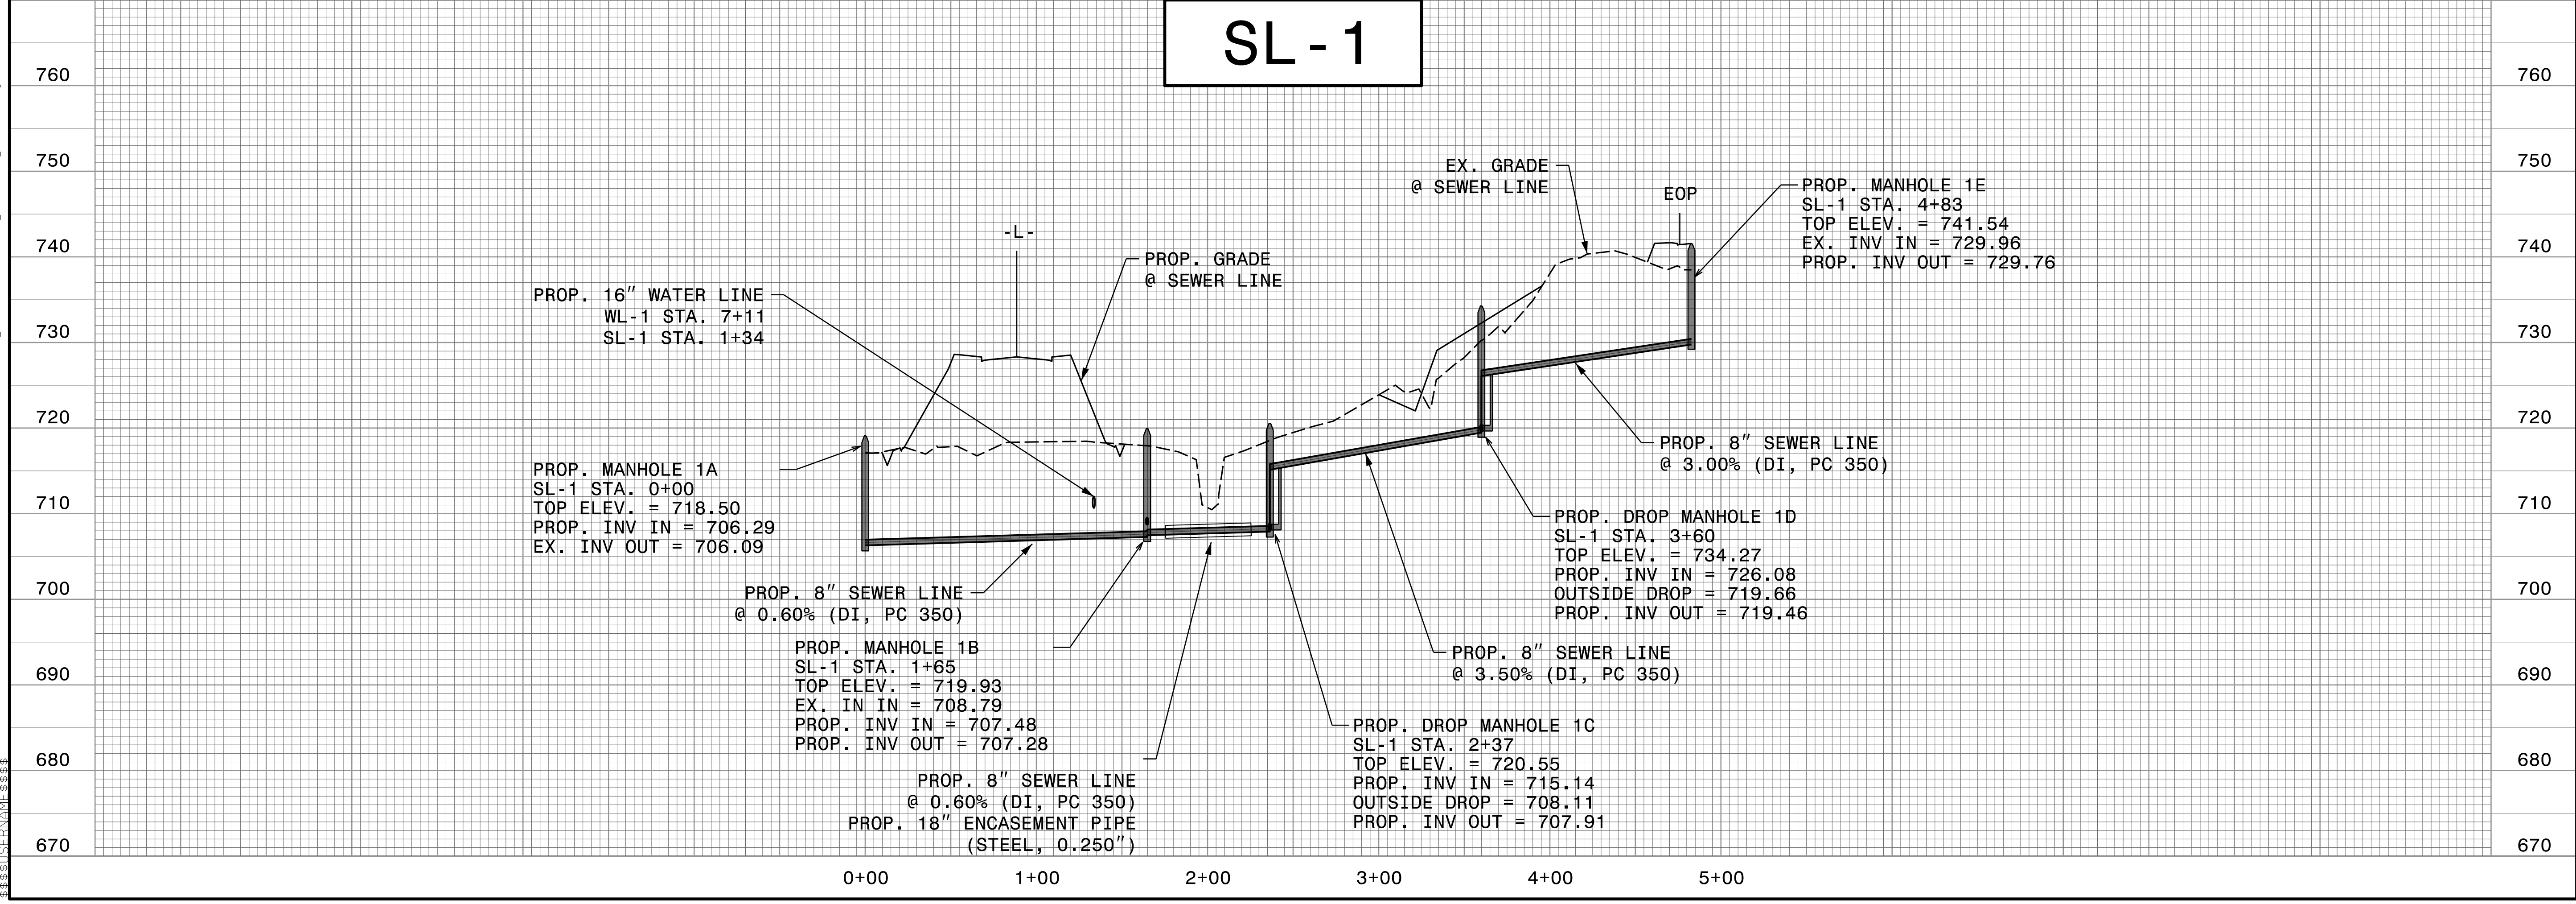 SL-1
760
760
750
750
740
740
730
730
720
720
710
710
700
700
690
690
680
680
670
670
EX. GRADE
@ SEWER LINE
EOP
PROP. MANHOLE 1E
SL-1 STA. 4+83
TOP ELEV. = 741.54
EX. INV IN = 729.96
PROP. INV OUT = 729.76
-L-
PROP. GRADE
@ SEWER LINE
PROP. 16" WATER LINE
WL-1 STA. 7+11
SL-1 STA. 1+34
PROP. MANHOLE 1A
SL-1 STA. 0+00
TOP ELEV. = 718.50
PROP. INV IN = 706.29
EX. INV OUT = 706.09
PROP. 8" SEWER LINE
@ 3.00% (DI, PC 350)
PROP. DROP MANHOLE 1D
SL-1 STA. 3+60
TOP ELEV. = 734.27
PROP. INV IN = 726.08
OUTSIDE DROP = 719.66
PROP. INV OUT = 719.46
PROP. 8" SEWER LINE
@ 0.60% (DI, PC 350)
PROP. MANHOLE 1B
SL-1 STA. 1+65
TOP ELEV. = 719.93
EX. IN IN = 708.79
PROP. INV IN = 707.48
PROP. INV OUT = 707.28
PROP. 8" SEWER LINE
@ 3.50% (DI, PC 350)
PROP. DROP MANHOLE 1C
SL-1 STA. 2+37
TOP ELEV. = 720.55
PROP. INV IN = 715.14
OUTSIDE DROP = 708.11
PROP. INV OUT = 707.91
PROP. 8" SEWER LINE
@ 0.60% (DI, PC 350)
PROP. 18" ENCASEMENT PIPE
(STEEL, 0.250")
0+00
1+00
2+00
3+00
4+00
5+00
$$$$USERNAME$$$$